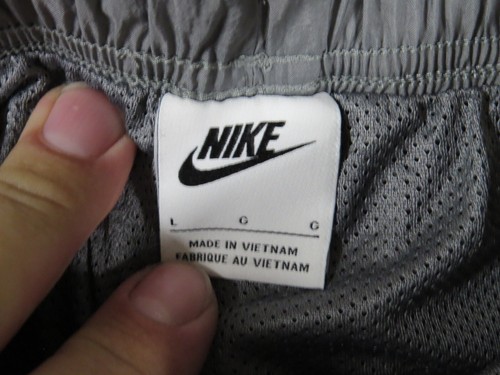 NIKE
L G G
MADE IN VIETNAM
FABRIQUE AU VIETNAM